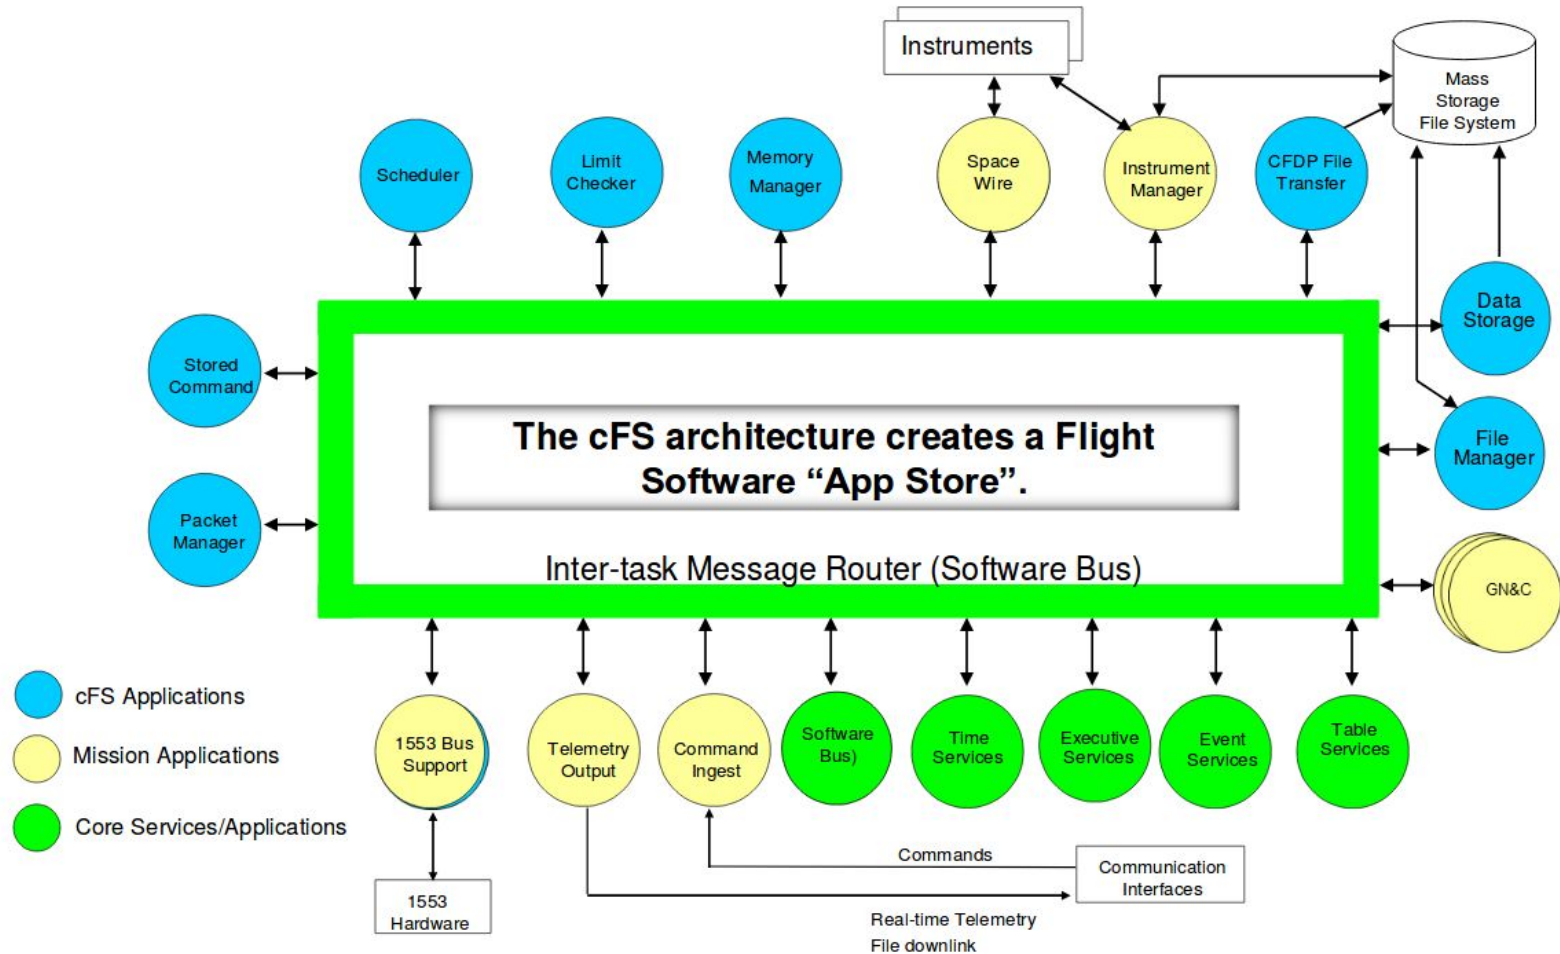 Instruments
Mass
Storage
File System
Scheduler
Limit
Checker
Memory
Manager
Space
Wire
Instrument
Manager
CFDP File
Transfer
Data
Storage
Stored
Command
The cFS architecture creates a Flight
Software “App Store”.
File
Manager
Packet
Manager
Inter-task Message Router (Software Bus)
GN&C
cFS Applications
Mission Applications
Core Services/Applications
1553 Bus
Support
Telemetry
Output
Command
Ingest
Software
Bus)
Time
Services
Executive
Services
Event
Services
Table
Services
Commands
Communication
Interfaces
1553
Hardware
Real-time Telemetry
File downlink